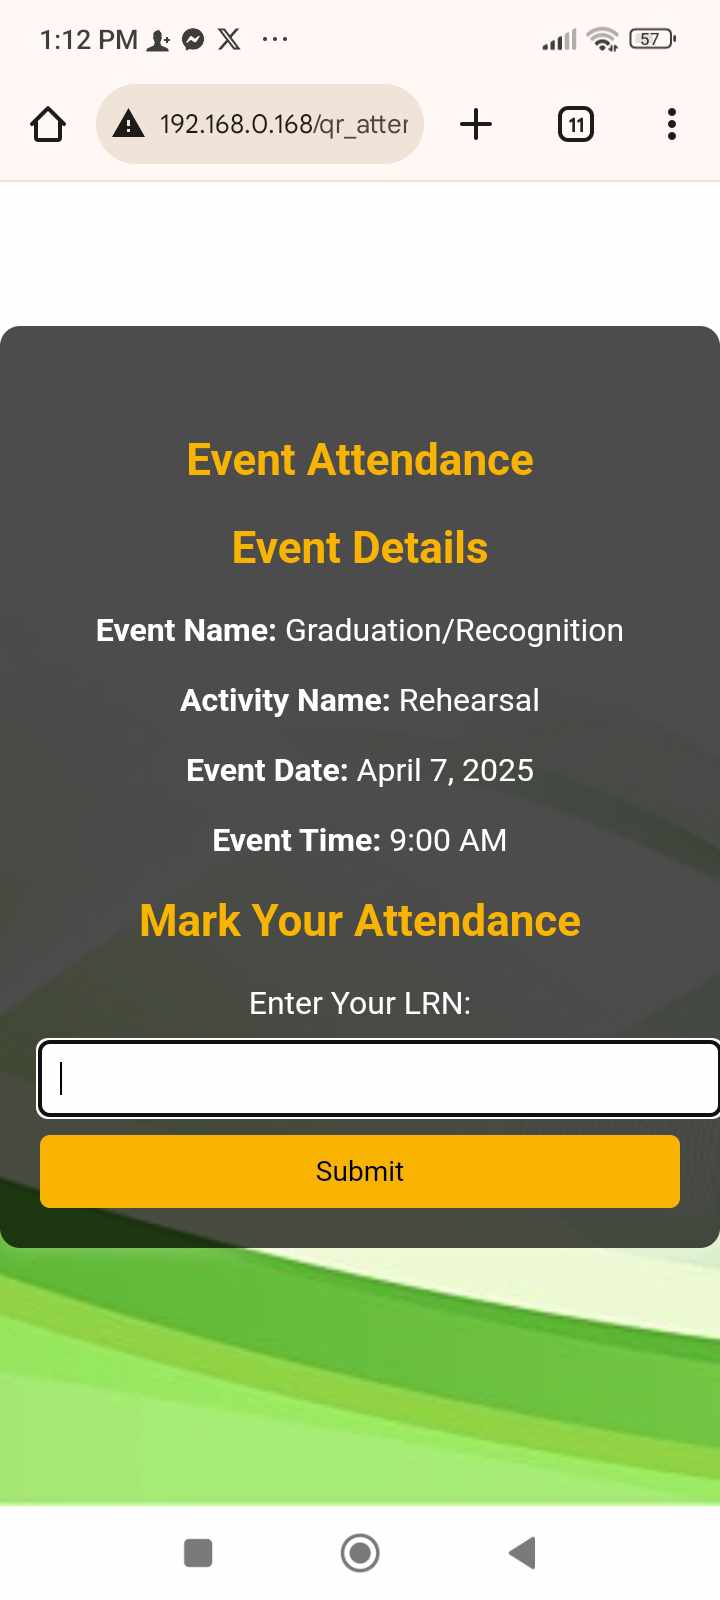 1:12 PM
57
192.168.0.168/qr_atter
11
Event Attendance
Event Details
Event Name: Graduation/Recognition
Activity Name: Rehearsal
Event Date: April 7, 2025
Event Time: 9:00 AM
Mark Your Attendance
Enter Your LRN:
Submit